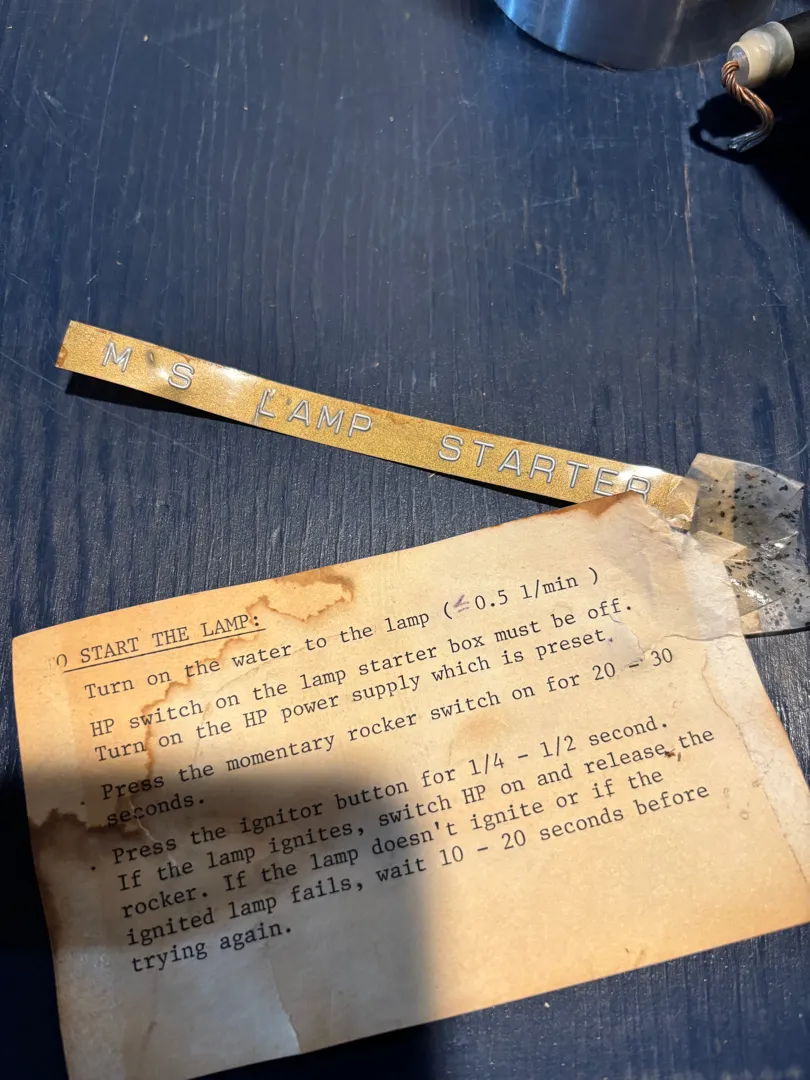 M'S LAMP STARTER
O START THE LAMP:
Turn on the water to the lamp (≤0.5 l/min )
HP switch on the lamp starter box must be off.
Turn on the HP power supply which is preset.
Press the momentary rocker switch on for 20 - 30
seconds.
Press the ignitor button for 1/4 - 1/2 second.
If the lamp ignites, switch HP on and release the
rocker. If the lamp doesn't ignite or if the
ignited lamp fails, wait 10 - 20 seconds before
trying again.